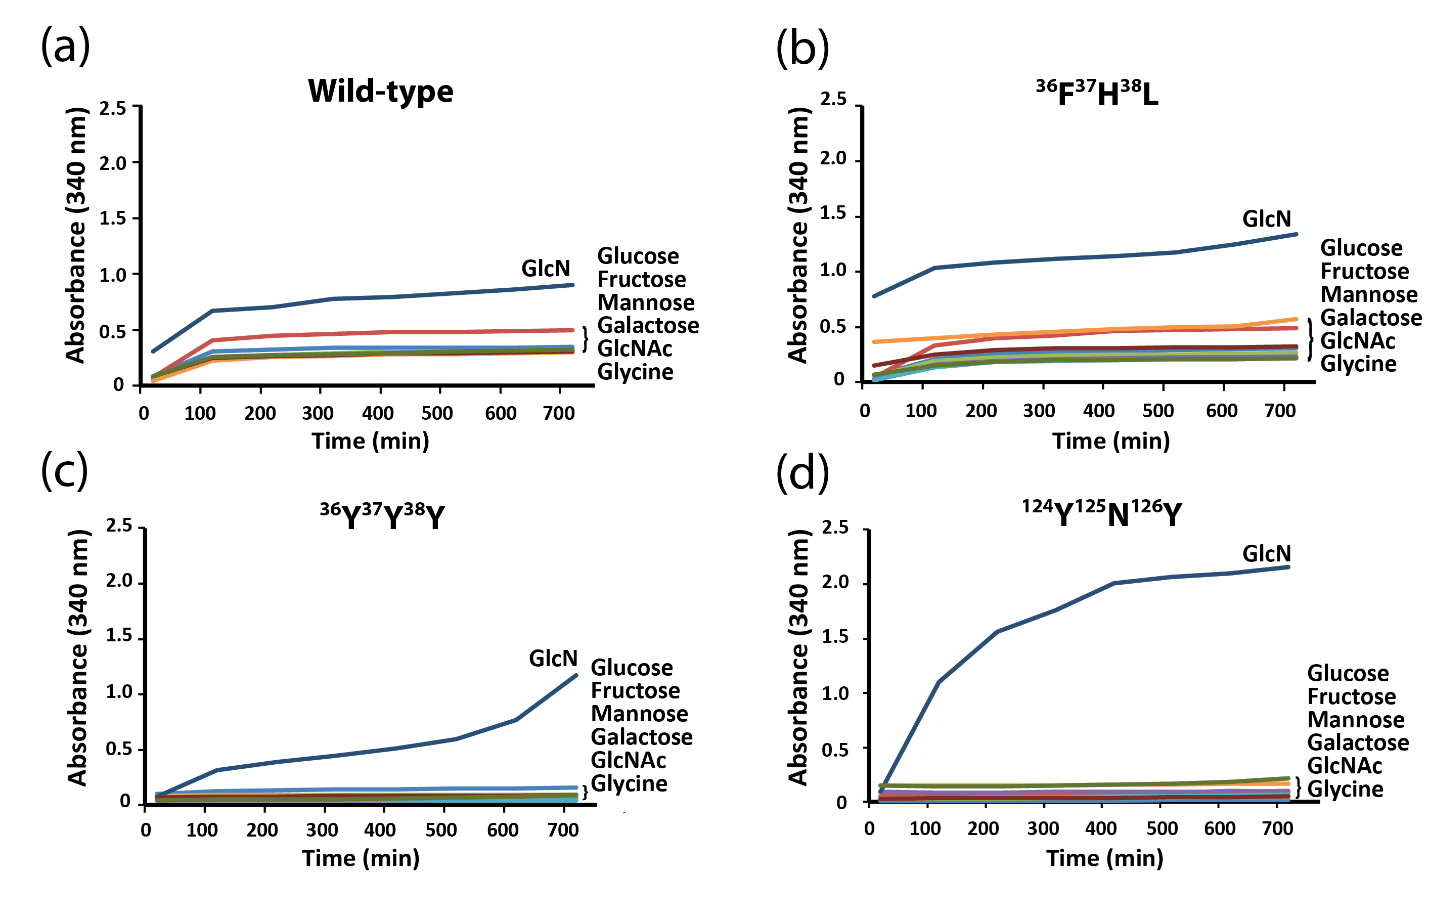 (a)
Wild-type
Absorbance (340 nm)
2.5
2.0
1.5
1.0
0.5
0
GlcN
Glucose
Fructose
Mannose
Galactose
GlcNAc
Glycine
0 100 200 300 400 500 600 700
Time (min)
(b)
³⁶F³⁷H³⁸L
Absorbance (340 nm)
2.5
2.0
1.5
1.0
0.5
0
GlcN
Glucose
Fructose
Mannose
Galactose
GlcNAc
Glycine
0 100 200 300 400 500 600 700
Time (min)
(c)
³⁶Y³⁷Y³⁸Y
Absorbance (340 nm)
2.5
2.0
1.5
1.0
0.5
0
GlcN
Glucose
Fructose
Mannose
Galactose
GlcNAc
Glycine
0 100 200 300 400 500 600 700
Time (min)
(d)
¹²⁴Y¹²⁵N¹²⁶Y
Absorbance (340 nm)
2.5
2.0
1.5
1.0
0.5
0
GlcN
Glucose
Fructose
Mannose
Galactose
GlcNAc
Glycine
0 100 200 300 400 500 600 700
Time (min)